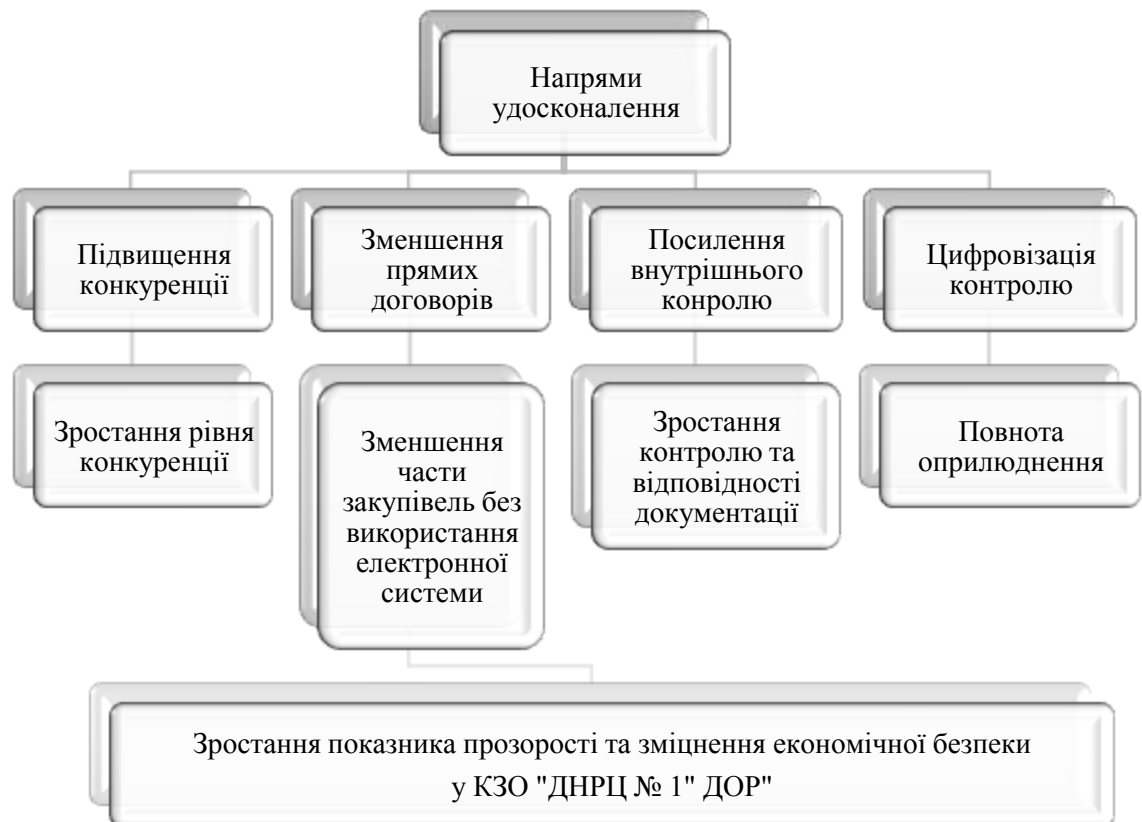 Напрями
удосконалення
Підвищення
конкуренції
Зменшення
прямих
договорів
Посилення
внутрішнього
конролю
Цифровізація
контролю
Зростання рівня
конкуренції
Зменшення
части
закупівель без
використання
електронної
системи
Зростання
контролю та
відповідності
документації
Повнота
оприлюднення
Зростання показника прозорості та зміцнення економічної безпеки
у КЗО "ДНРЦ № 1" ДОР"